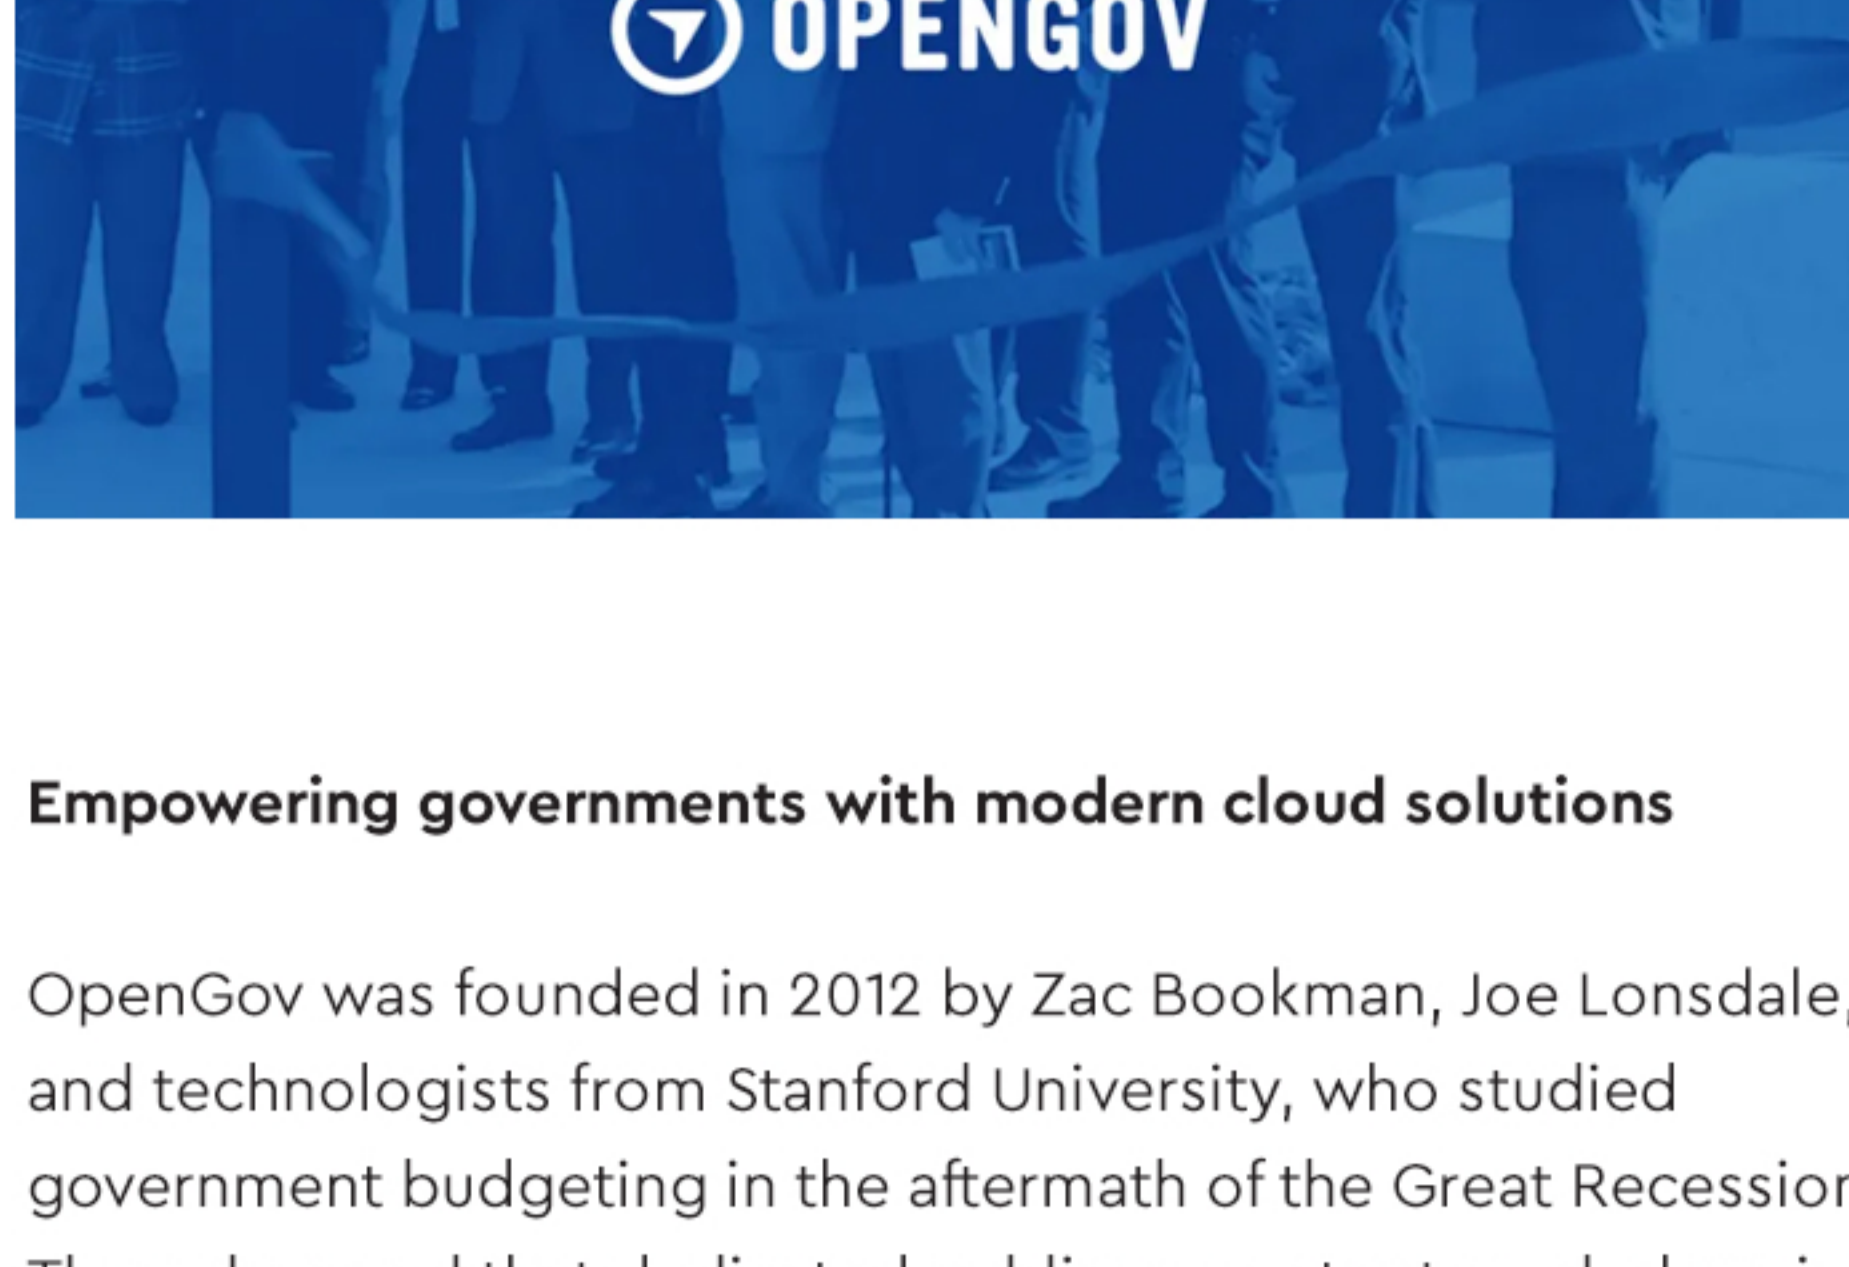 OPENGOV
Empowering governments with modern cloud solutions
OpenGov was founded in 2012 by Zac Bookman, Joe Lonsdale,
and technologists from Stanford University, who studied
government budgeting in the aftermath of the Great Recession